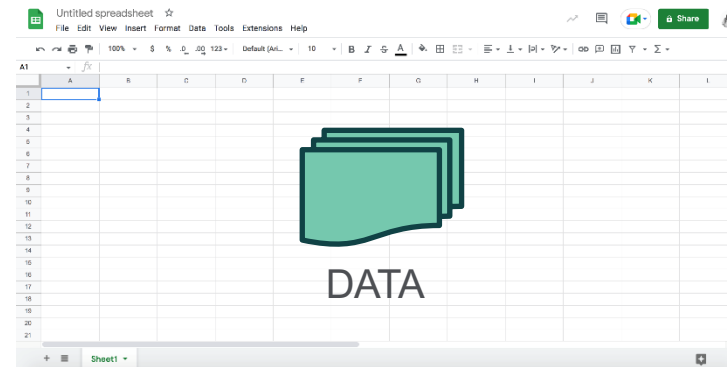 Untitled spreadsheet
File Edit View Insert Format Data Tools Extensions Help
Share
100% $ % .0 .00 123 Default (Ari... 10 B I S A
A1 fx
A B C D E F G H I J K L
1
2
3
4
5
6
7
8
9
10
11
12
13
14
15
16
17
18
19
20
21
DATA
Sheet1